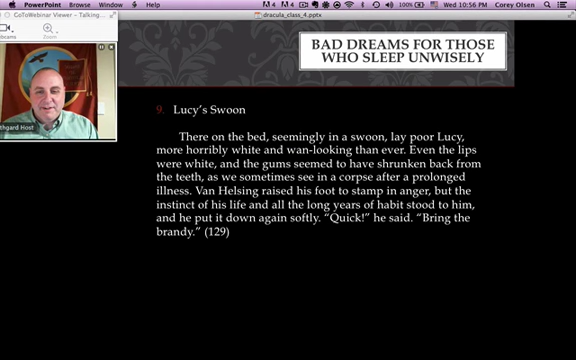 PowerPoint Window Help
4 4 Wed 10:56 PM Corey Olsen
GoToWebinar Viewer – Talking...
dracula_class_4.pptx
Zoom
BAD DREAMS FOR THOSE
WHO SLEEP UNWISELY
9. Lucy's Swoon
There on the bed, seemingly in a swoon, lay poor Lucy,
more horribly white and wan-looking than ever. Even the lips
were white, and the gums seemed to have shrunken back from
the teeth, as we sometimes see in a corpse after a prolonged
illness. Van Helsing raised his foot to stamp in anger, but the
instinct of his life and all the long years of habit stood to him,
and he put it down again softly. “Quick!” he said. “Bring the
brandy.” (129)
Host